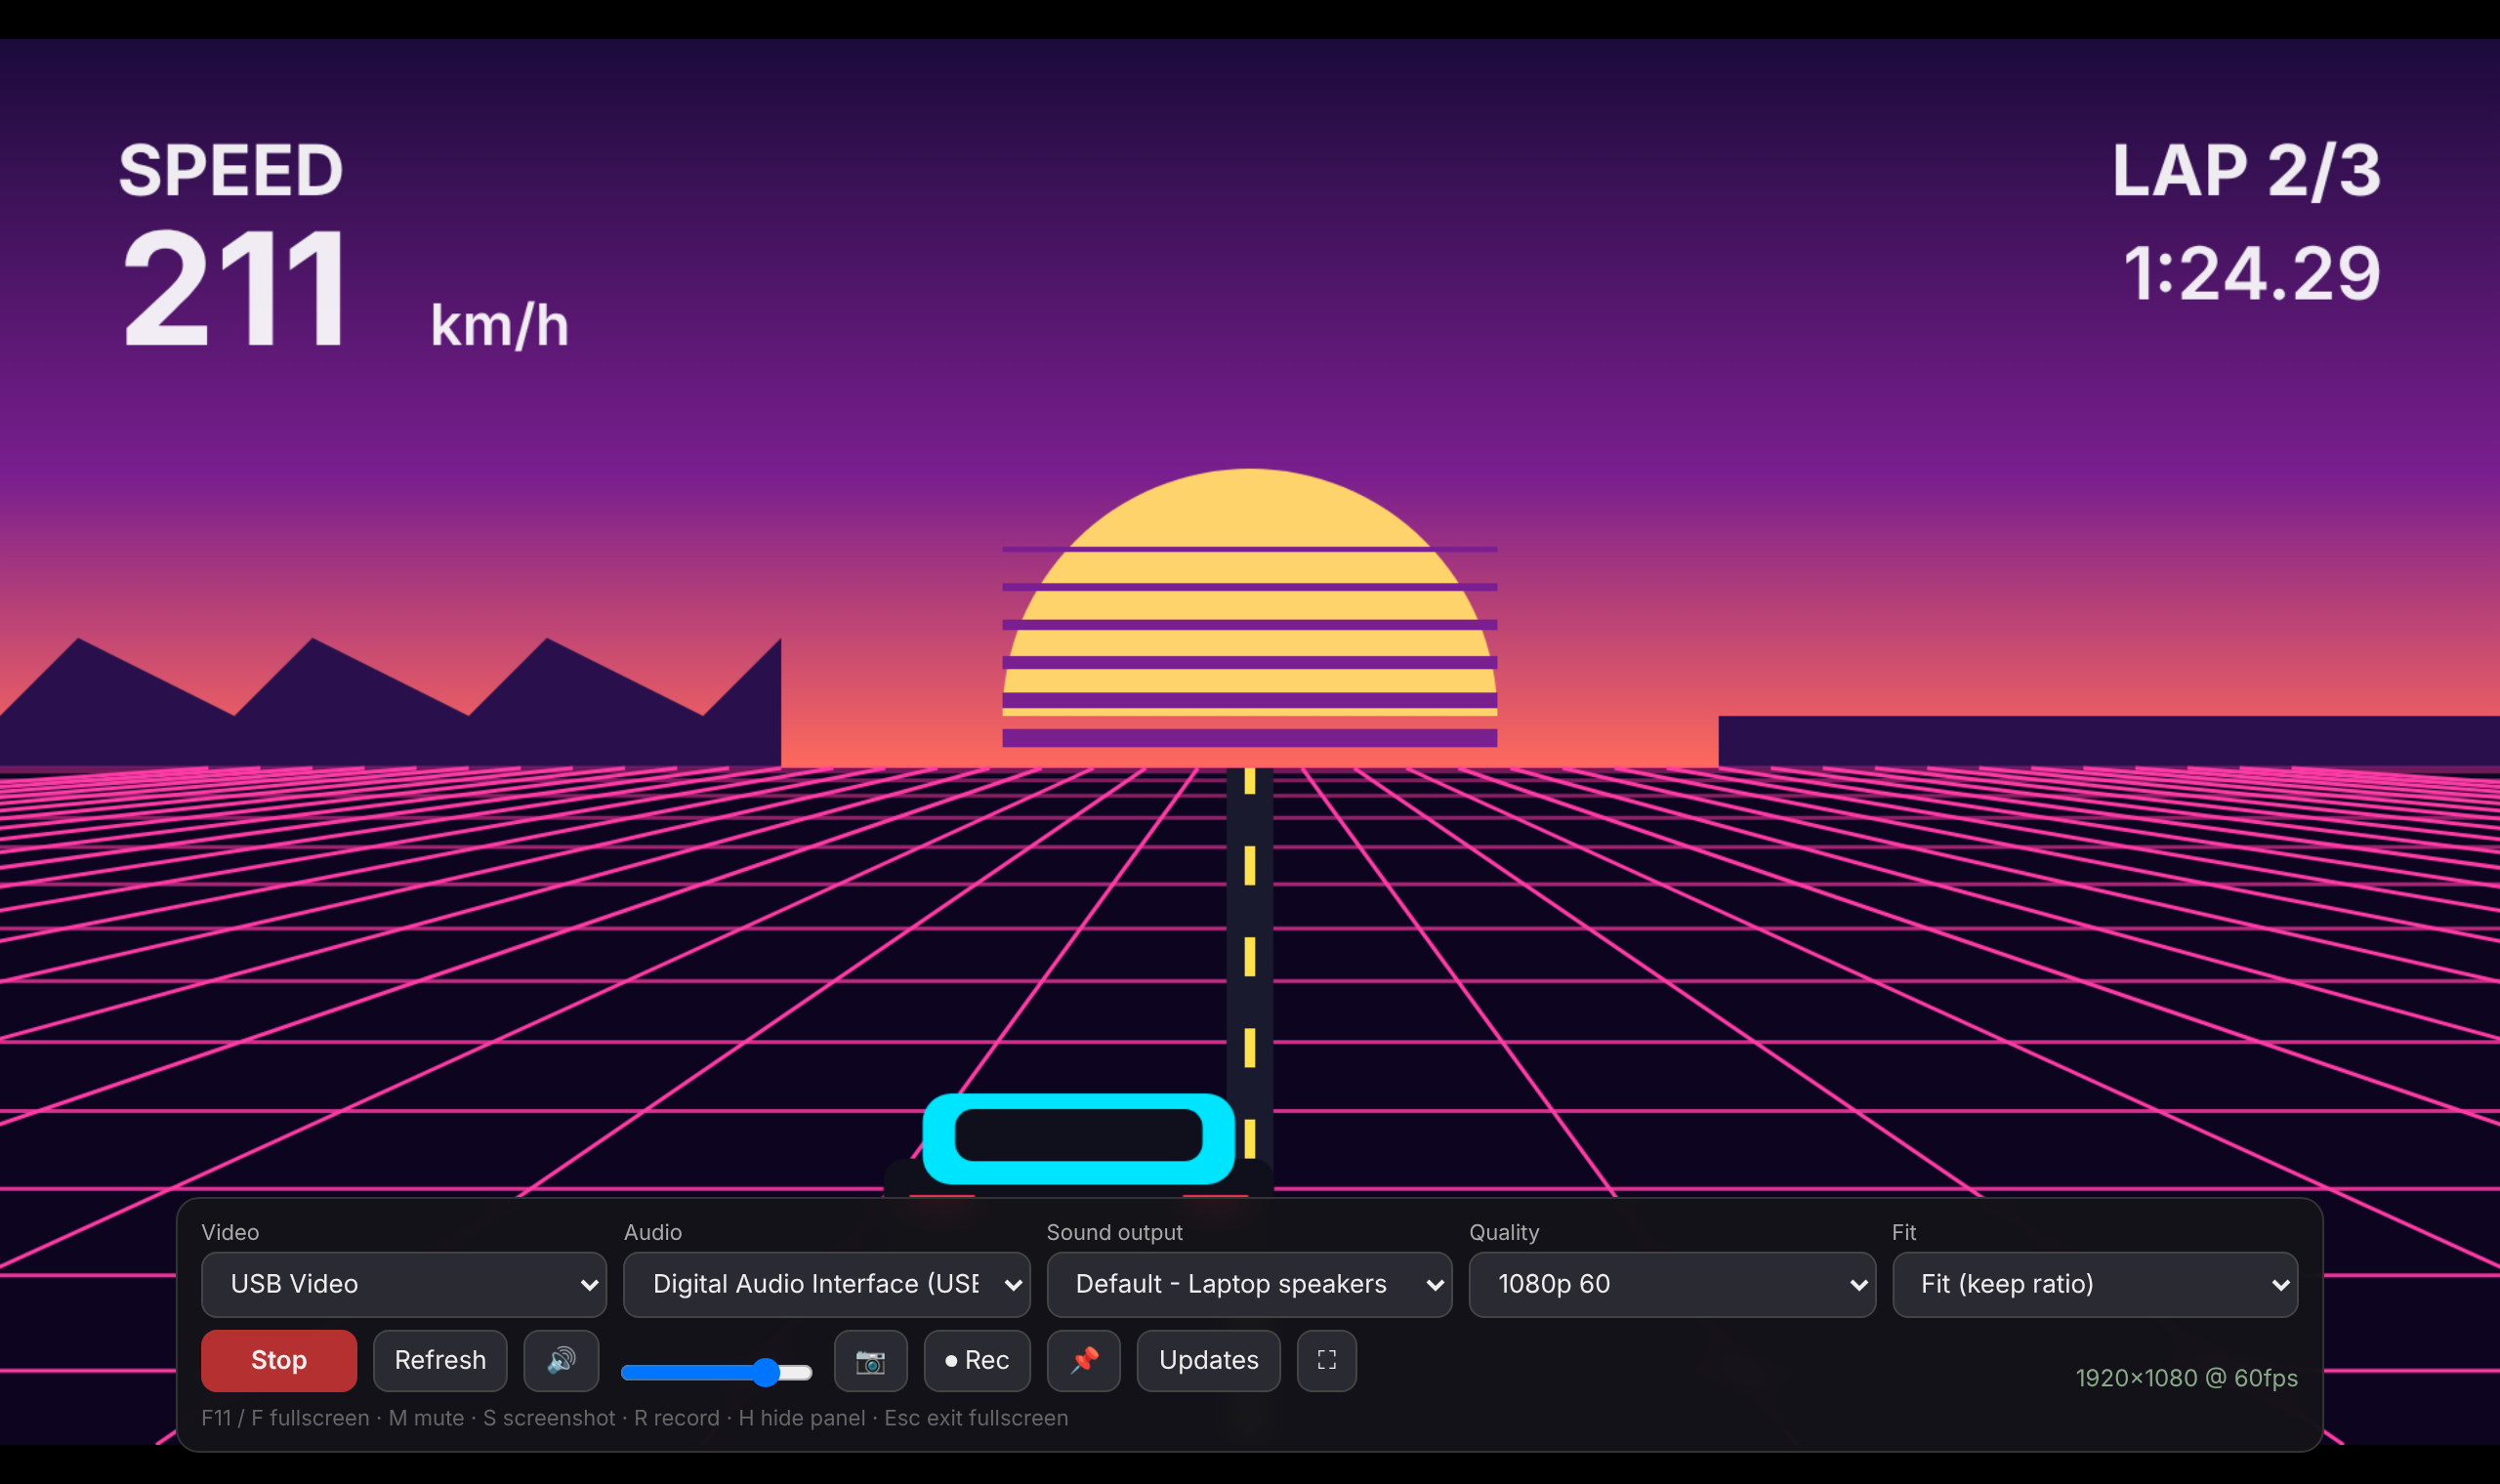 SPEED
211 km/h
LAP 2/3
1:24.29
Video
USB Video
Audio
Digital Audio Interface (USE
Sound output
Default - Laptop speakers
Quality
1080p 60
Fit
Fit (keep ratio)
Stop
Refresh
Rec
Updates
1920×1080 @ 60fps
F11 / F fullscreen · M mute · S screenshot · R record · H hide panel · Esc exit fullscreen